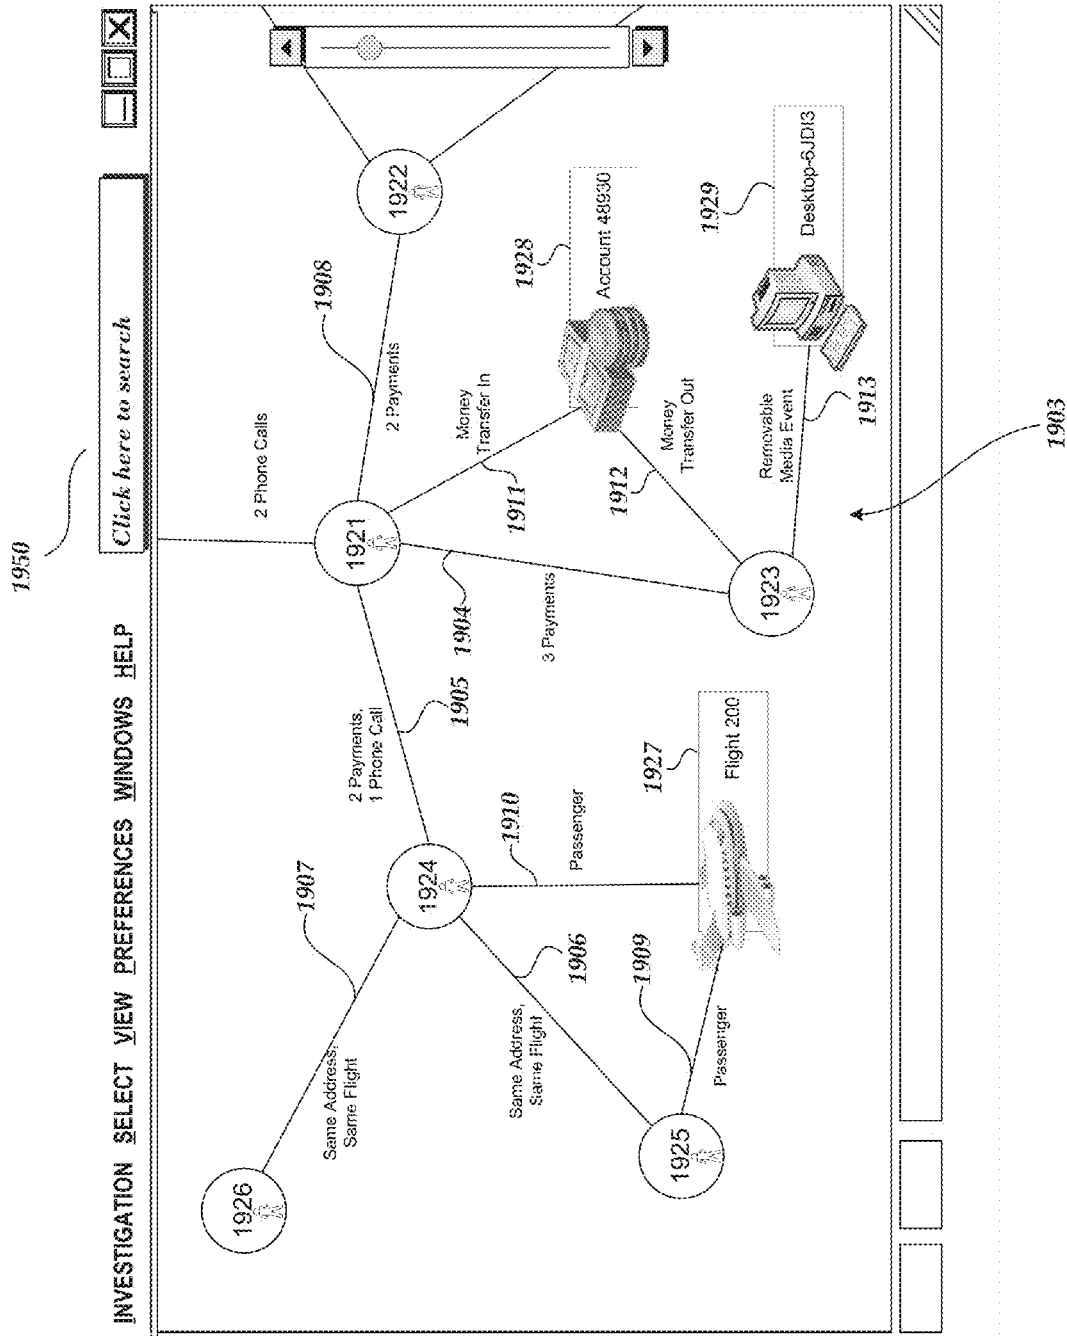 1950
INVESTIGATION SELECT VIEW PREFERENCES WINDOWS HELP
Click here to search
1926
1907
Same Address,
Same Flight
1924
2 Payments,
1 Phone Call
1905
1921
2 Phone Calls
1908
2 Payments
1922
1904
3 Payments
Money
Transfer In
1911
1928
Account 48930
1906
Same Address,
Same Flight
1910
Passenger
1912
Money
Transfer Out
1909
1925
Passenger
1927
Flight 200
1923
Removable
Media Event
1913
1929
Desktop-6JDI3
1903